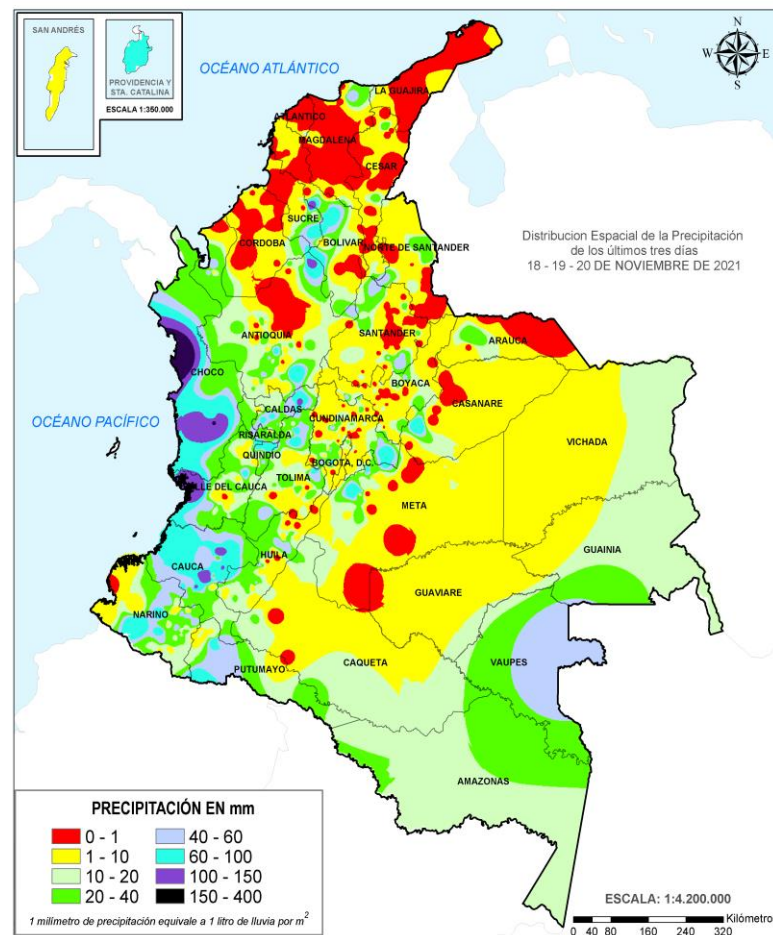 SAN ANDRÉS
PROVIDENCIA Y
STA. CATALINA
ESCALA 1:350.000
OCÉANO ATLÁNTICO
N
W
E
S
LA GUAJIRA
ATLANTICO
MAGDALENA
CESAR
SUCRE
CORDOBA
BOLIVAR
NORTE DE SANTANDER
Distribucion Espacial de la Precipitación
de los últimos tres días
18 - 19 - 20 DE NOVIEMBRE DE 2021
ANTIOQUIA
SANTANDER
ARAUCA
CHOCO
BOYACA
CASANARE
OCÉANO PACÍFICO
CALDAS
CUNDINAMARCA
RISARALDA
VICHADA
QUINDIO
BOGOTA, D.C.
TOLIMA
VALLE DEL CAUCA
META
GUAINIA
HUILA
CAUCA
GUAVIARE
NARIÑO
CAQUETA
VAUPES
PUTUMAYO
AMAZONAS
PRECIPITACIÓN EN mm
0 - 1
40 - 60
1 - 10
60 - 100
10 - 20
100 - 150
20 - 40
150 - 400
1 milímetro de precipitación equivale a 1 litro de lluvia por m²
ESCALA: 1:4.200.000
Kilómetro
0 40 80 160 240 320